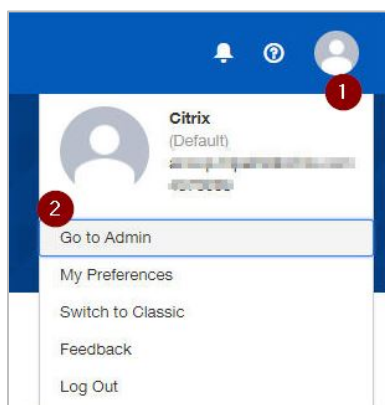 1
Citrix
(Default)
2
Go to Admin
My Preferences
Switch to Classic
Feedback
Log Out